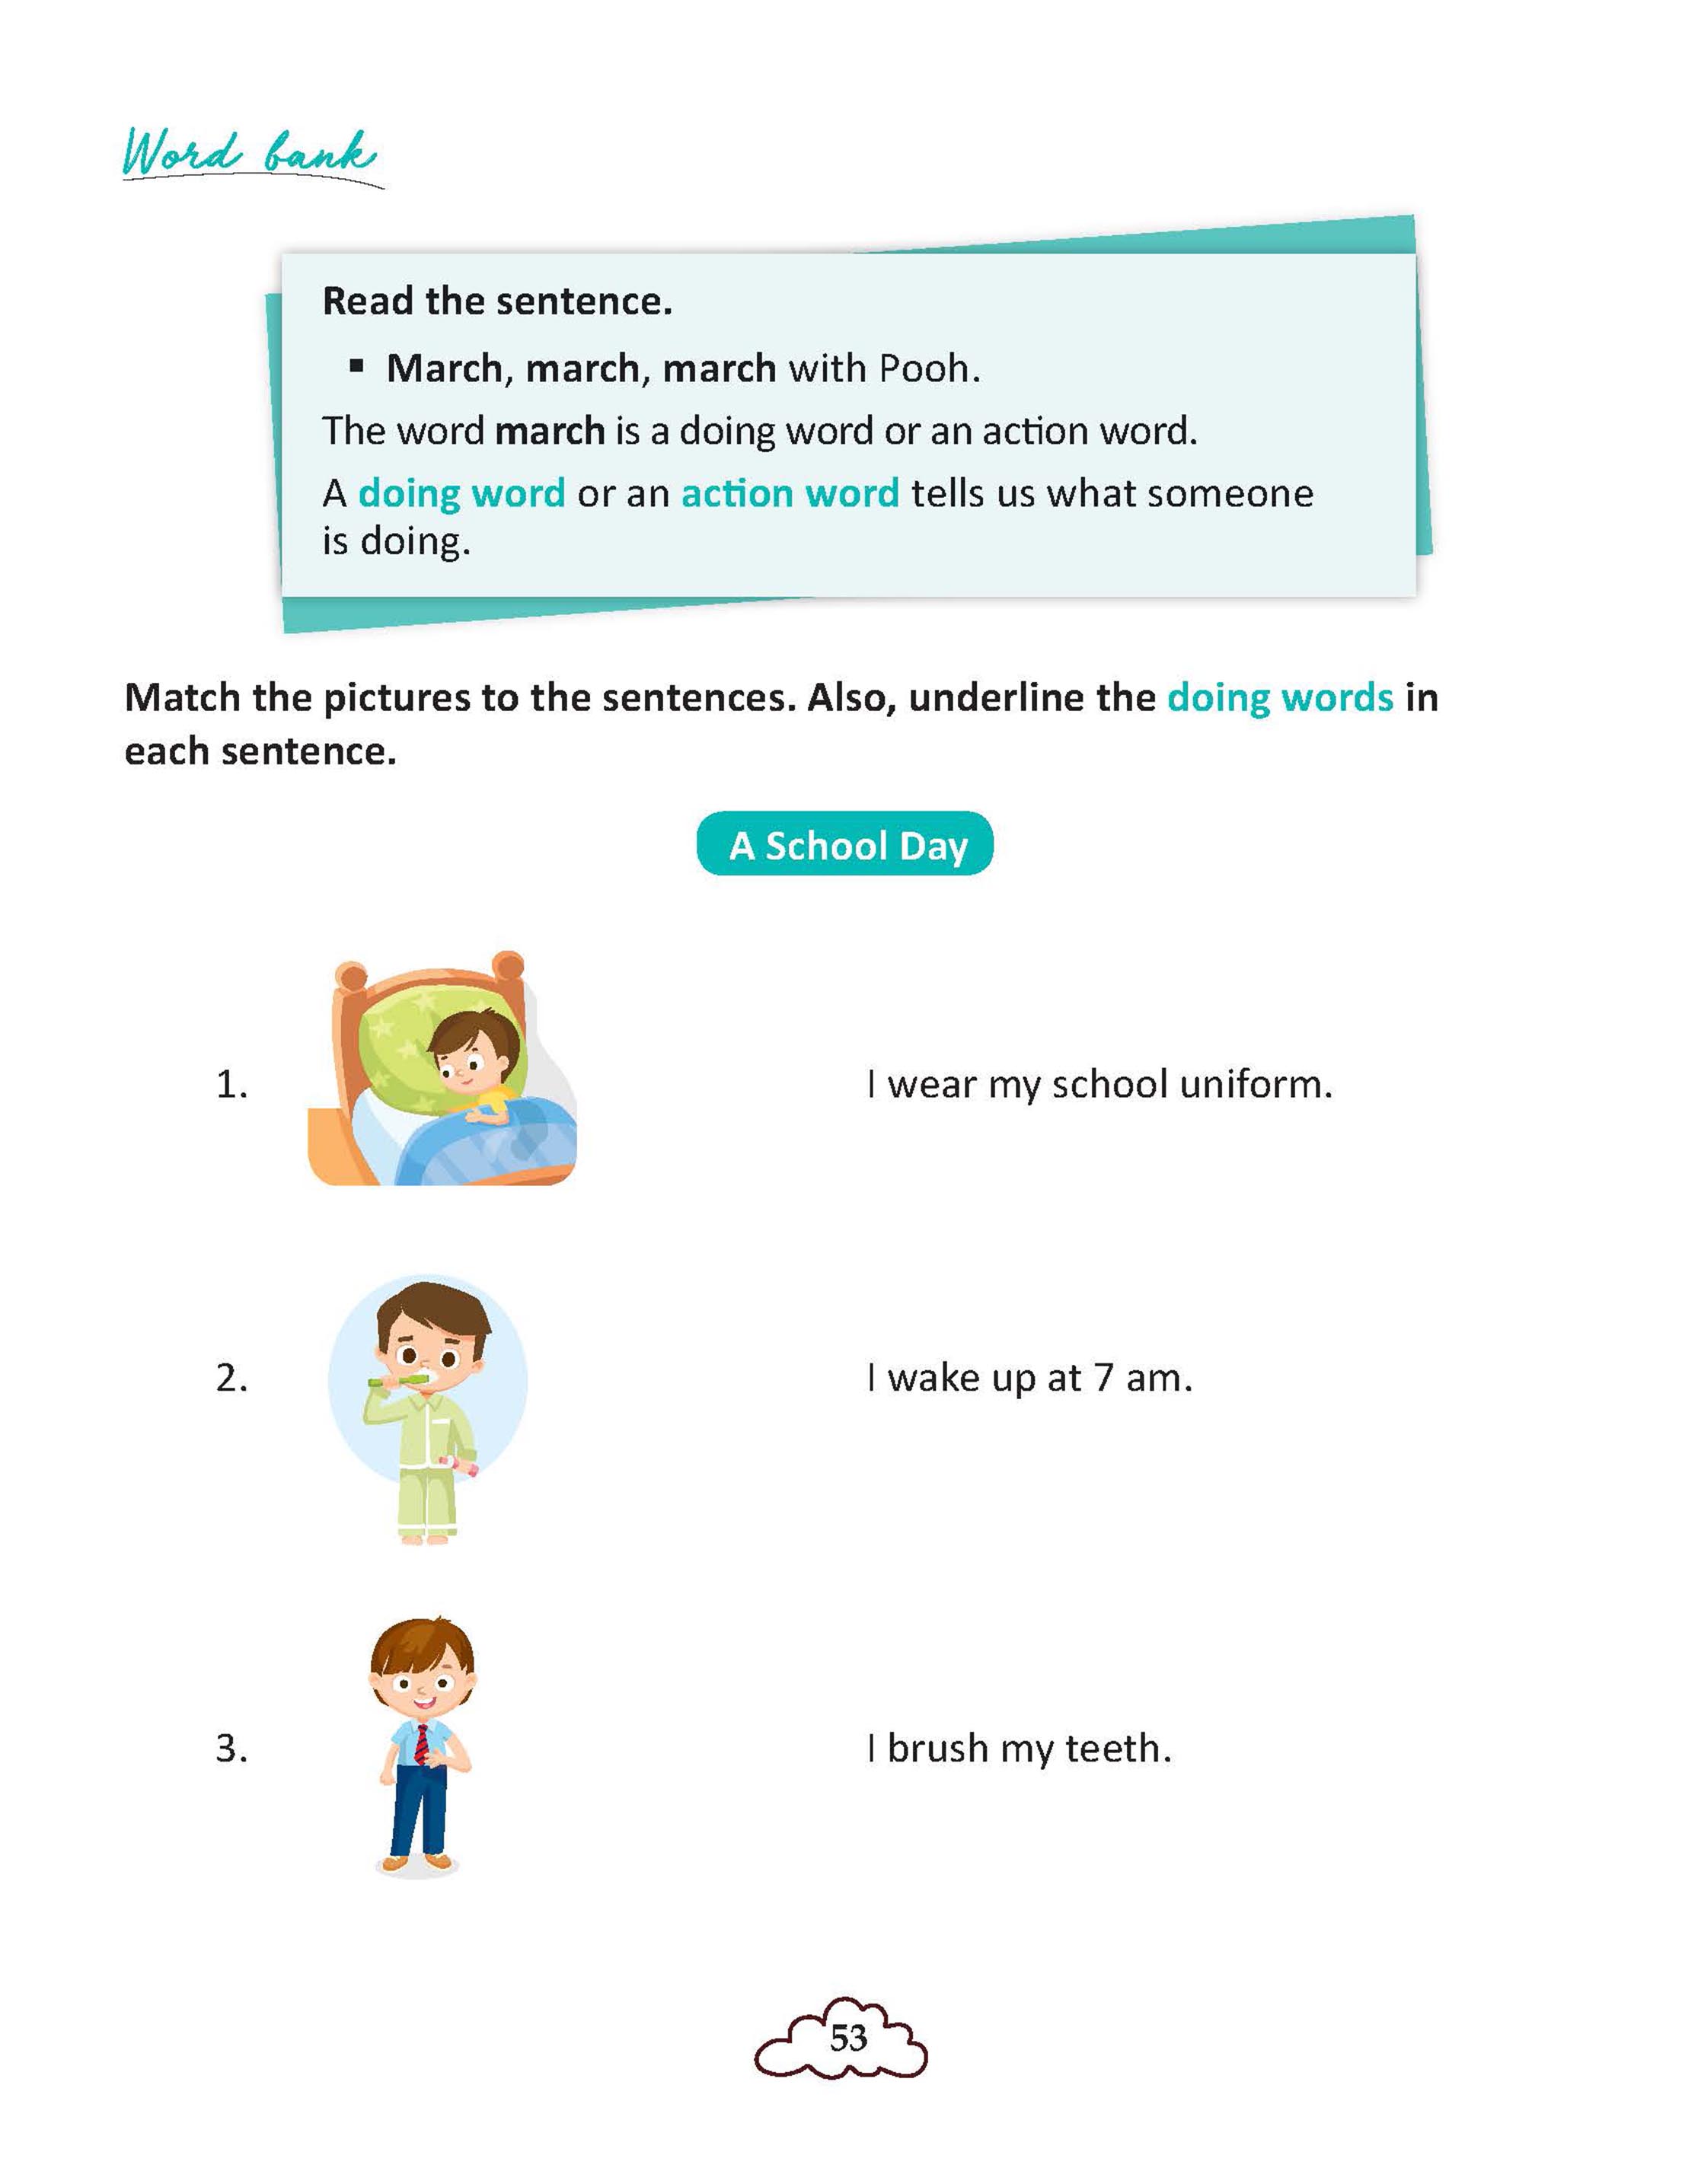 Word bank
Read the sentence.
▪ March, march, march with Pooh.
The word march is a doing word or an action word.
A doing word or an action word tells us what someone
is doing.
Match the pictures to the sentences. Also, underline the doing words in
each sentence.
A School Day
1. I wear my school uniform.
2. I wake up at 7 am.
3. I brush my teeth.
53